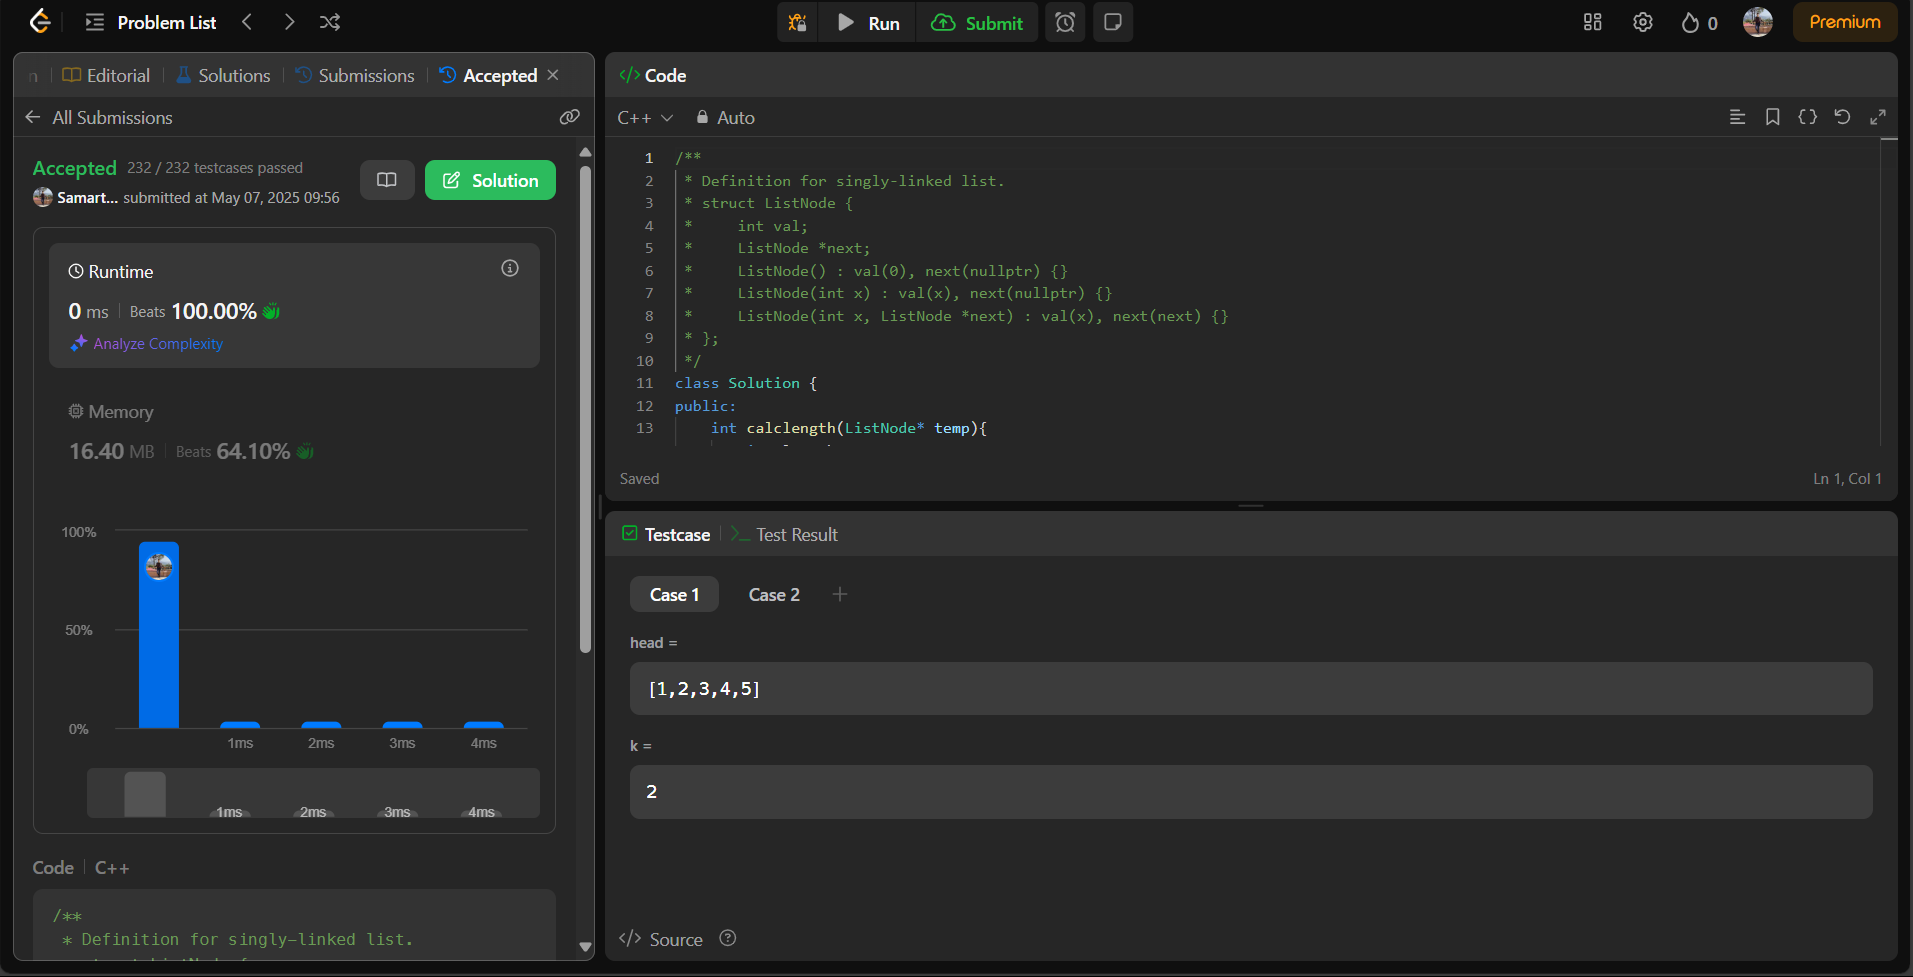 Problem List
Run
Submit
0
Premium
n
Editorial
Solutions
Submissions
Accepted
All Submissions
Accepted 232 / 232 testcases passed
Samart... submitted at May 07, 2025 09:56
Solution
Runtime
0 ms Beats 100.00%
Analyze Complexity
Memory
16.40 MB Beats 64.10%
100%
50%
0%
1ms 2ms 3ms 4ms
1ms 2ms 3ms 4ms
Code C++
/**
* Definition for singly-linked list.
</> Code
C++ Auto
1 /**
2 * Definition for singly-linked list.
3 * struct ListNode {
4 *     int val;
5 *     ListNode *next;
6 *     ListNode() : val(0), next(nullptr) {}
7 *     ListNode(int x) : val(x), next(nullptr) {}
8 *     ListNode(int x, ListNode *next) : val(x), next(next) {}
9 * };
10 */
11 class Solution {
12 public:
13     int calclength(ListNode* temp){
Saved
Ln 1, Col 1
Testcase
Test Result
Case 1 Case 2 +
head =
[1,2,3,4,5]
k =
2
</> Source